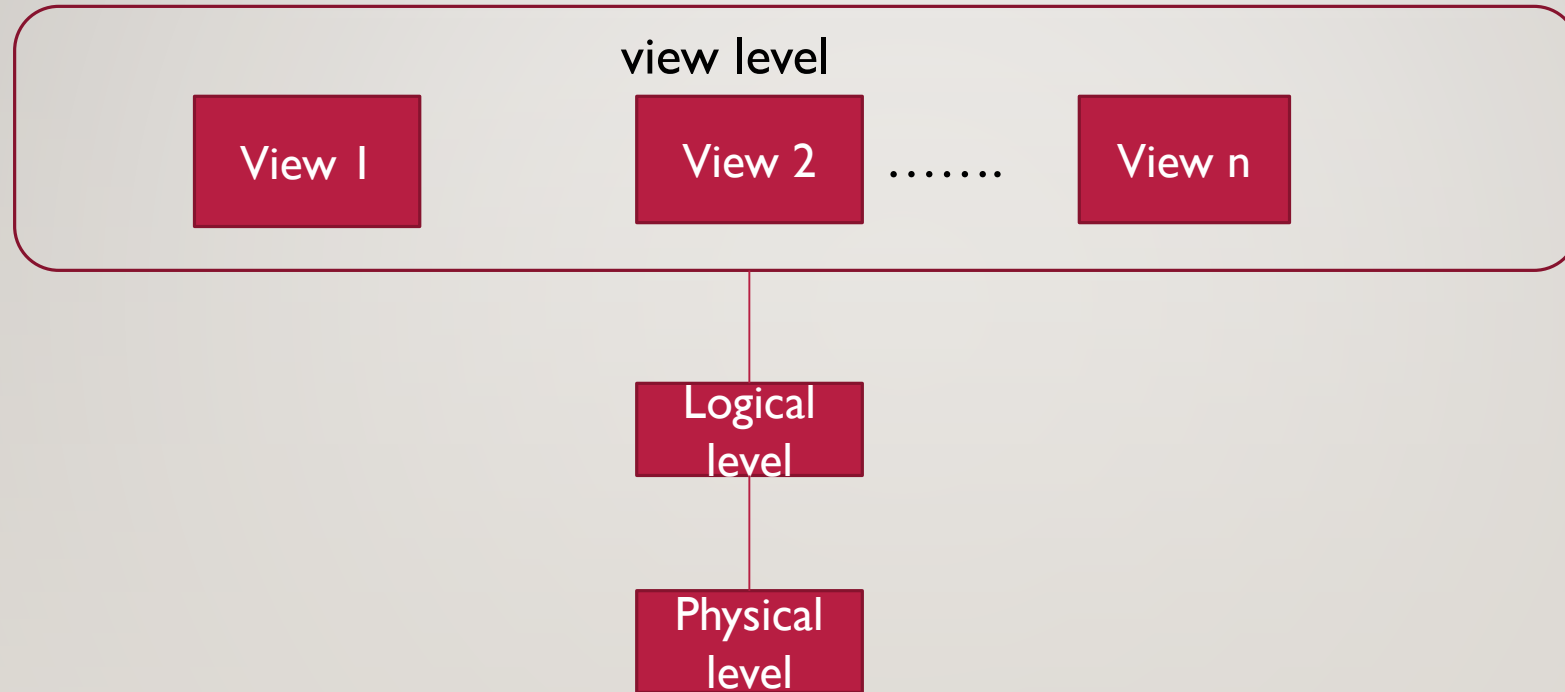 view level
View 1
View 2
.......
View n
Logical
level
Physical
level